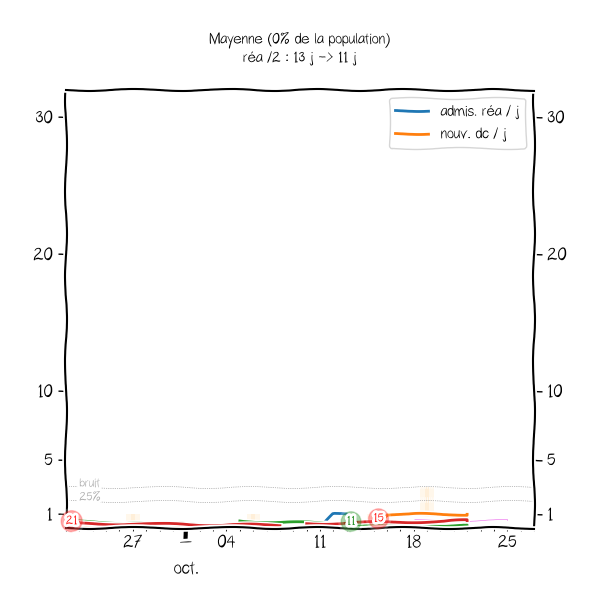 Mayenne (0% de la population)
réa /2 : 13 j -> 11 j
admis. réa / j
nouv. dc / j
30 30
20 20
10 10
5 5
bruit
25%
1 1
21 11 15
27 1 04 11 18 25
oct.